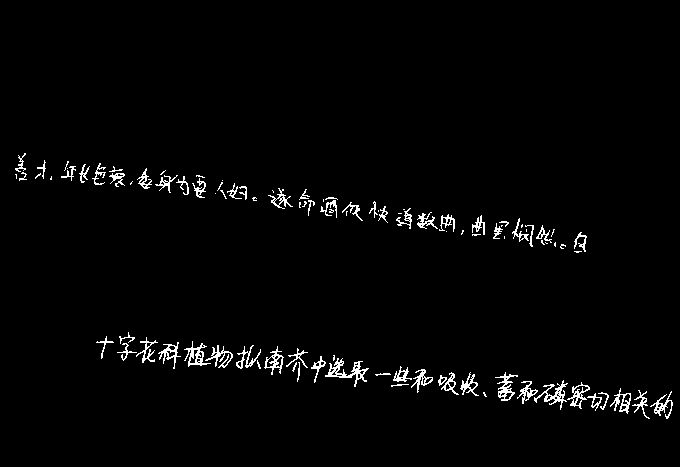 善才，年长色衰，委身为贾人妇。遂命酒使快弹数曲，曲罢悯然。自
十字花科植物拟南芥中选取一些和吸收、蓄积磷密切相关的